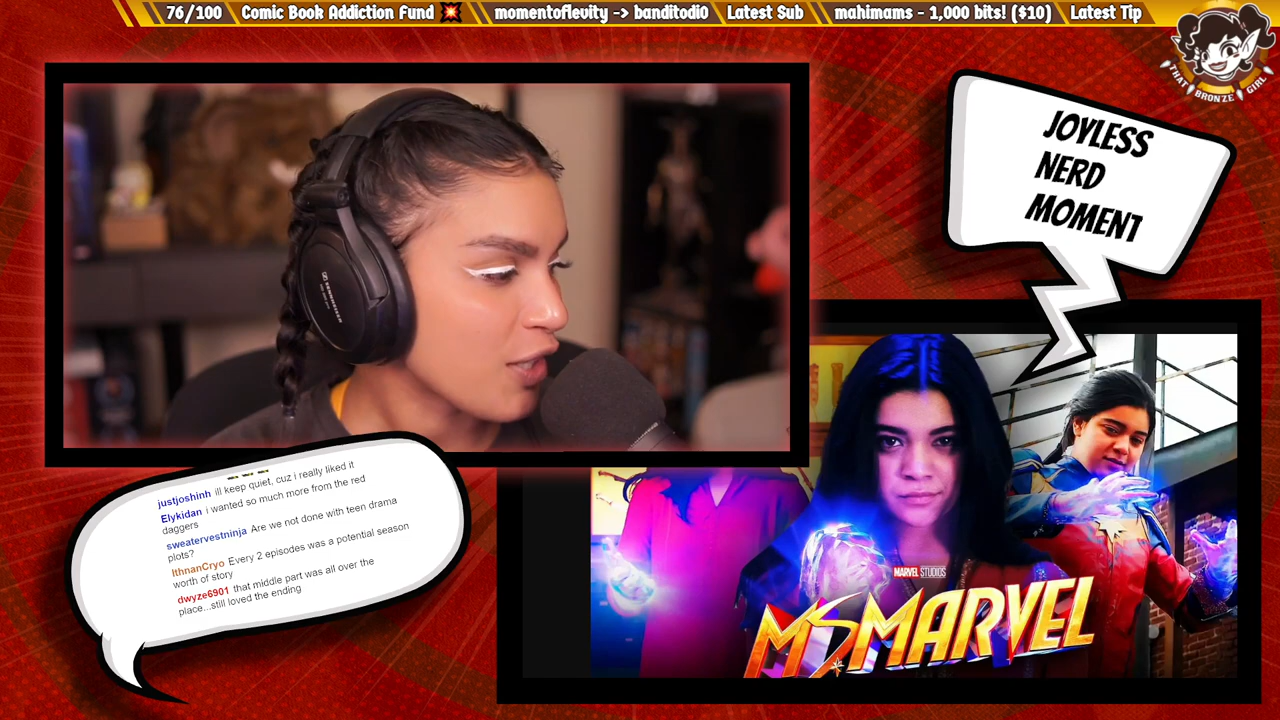 76/100 Comic Book Addiction Fund momentoflevity -> banditodi0 Latest Sub mahimams - 1,000 bits! ($10) Latest Tip
THAT BRONZE GIRL
JOYLESS
NERD
MOMENT
SENNHEISER
justjoshinh ill keep quiet, cuz i really liked it
Elykidan i wanted so much more from the red
daggers
sweatervestninja Are we not done with teen drama
plots?
IthnanCryo Every 2 episodes was a potential season
worth of story
dwyze6901 that middle part was all over the
place...still loved the ending
MARVEL STUDIOS
MS MARVEL